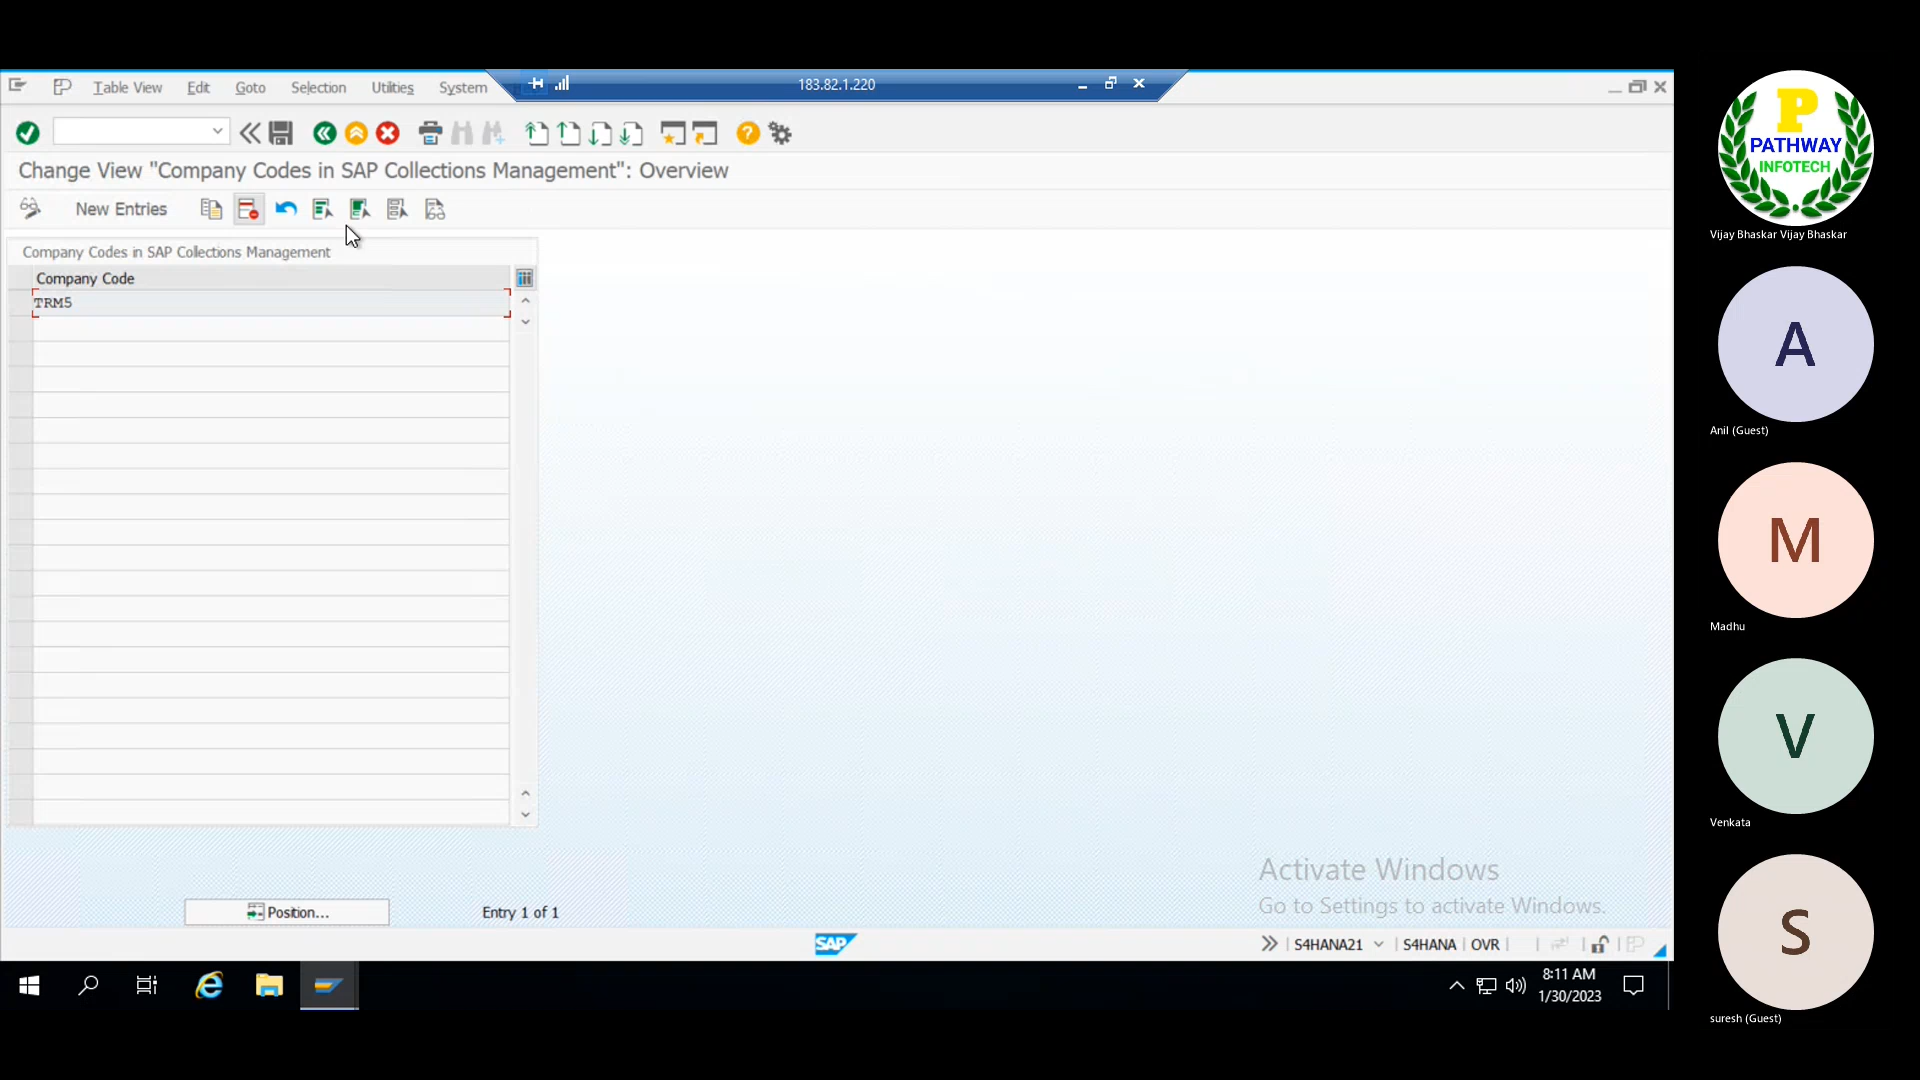 Table View Edit Goto Selection Utilities System
183.82.1.220
Change View "Company Codes in SAP Collections Management": Overview
New Entries
Company Codes in SAP Collections Management
Company Code
TRM5
Position...
Entry 1 of 1
Activate Windows
Go to Settings to activate Windows.
SAP
S4HANA21
S4HANA
OVR
8:11 AM
1/30/2023
P
PATHWAY
INFOTECH
Vijay Bhaskar Vijay Bhaskar
A
Anil (Guest)
M
Madhu
V
Venkata
S
suresh (Guest)